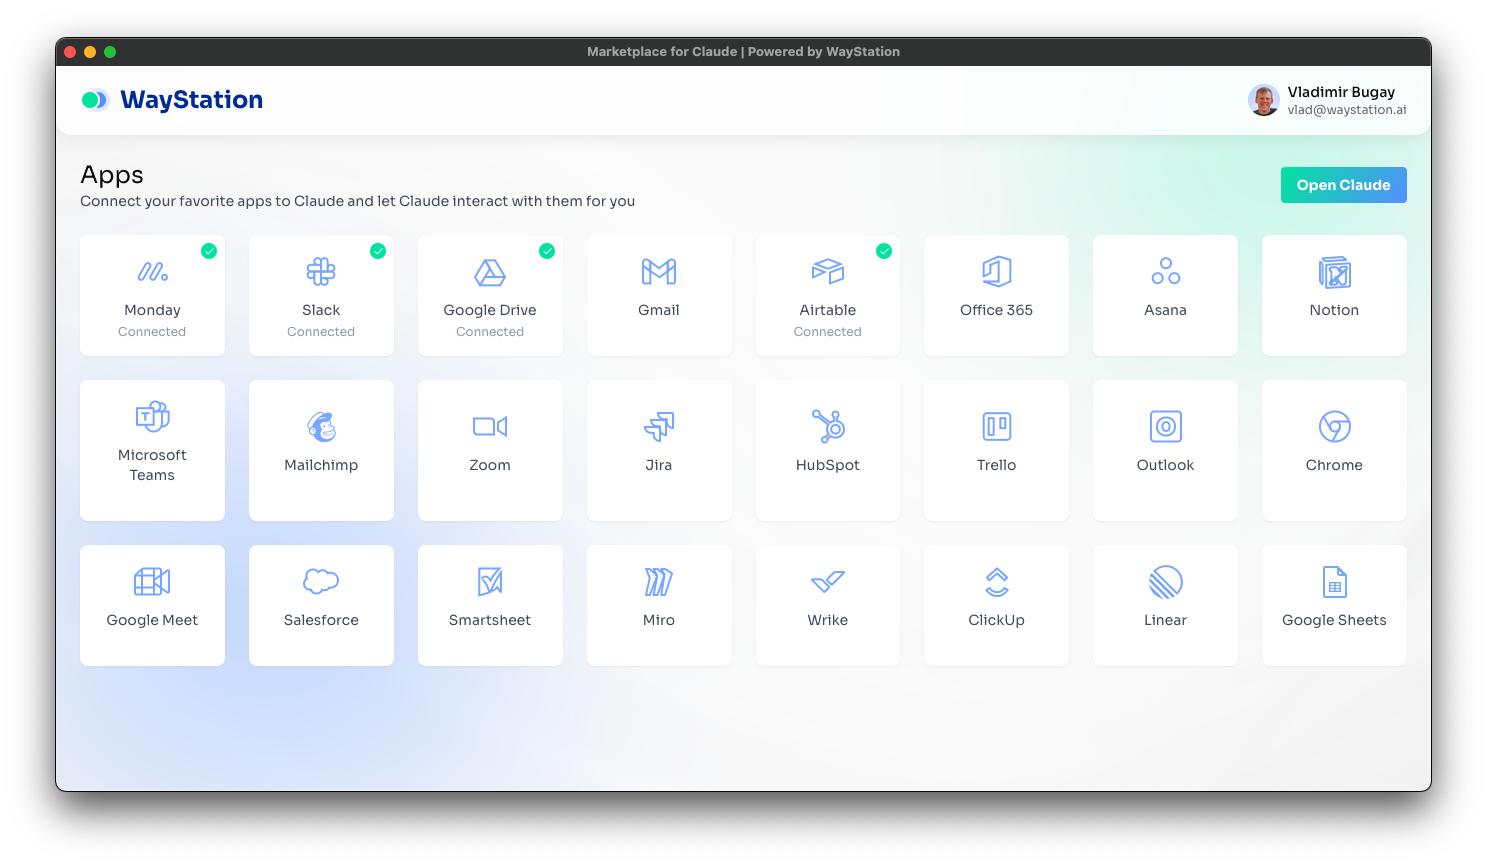 Marketplace for Claude | Powered by WayStation
WayStation
Vladimir Bugay
vlad@waystation.ai
Apps
Connect your favorite apps to Claude and let Claude interact with them for you
Open Claude
Monday
Connected
Slack
Connected
Google Drive
Connected
Gmail
Airtable
Connected
Office 365
Asana
Notion
T
Microsoft
Teams
Mailchimp
Zoom
Jira
HubSpot
Trello
Outlook
Chrome
Google Meet
Salesforce
Smartsheet
Miro
Wrike
ClickUp
Linear
Google Sheets